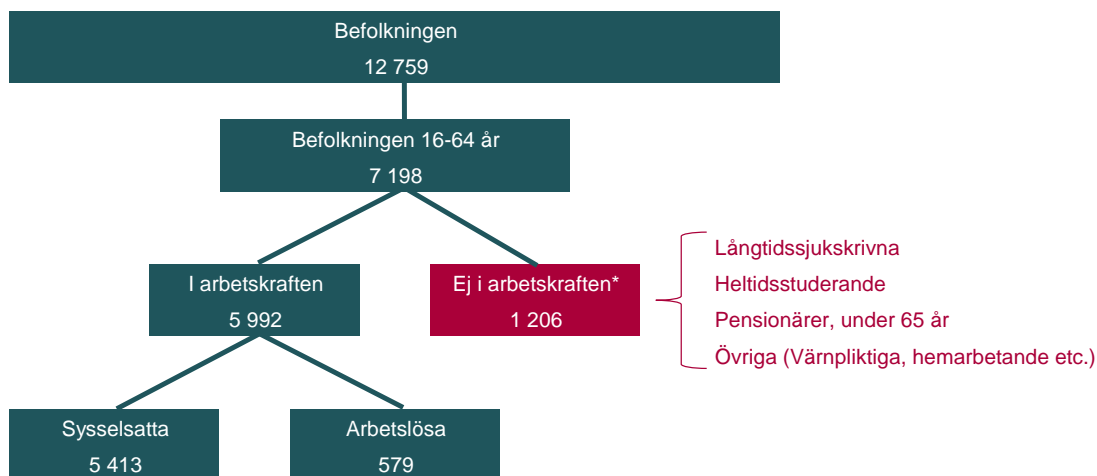 Befolkningen
12 759
Befolkningen 16-64 år
7 198
I arbetskraften
5 992
Ej i arbetskraften*
1 206
Långtidssjukskrivna
Heltidsstuderande
Pensionärer, under 65 år
Övriga (Värnpliktiga, hemarbetande etc.)
Sysselsatta
5 413
Arbetslösa
579